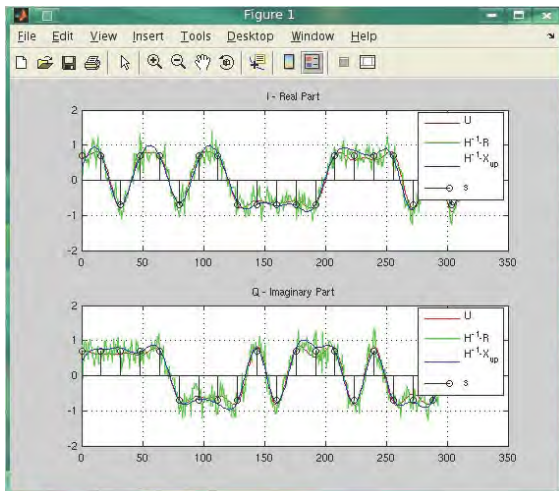 Figure 1
File Edit View Insert Tools Desktop Window Help
I - Real Part
2
1
0
-1
-2
0 50 100 150 200 250 300 350
U
H⁻¹·R
H⁻¹·X_up
s
Q - Imaginary Part
2
1
0
-1
-2
0 50 100 150 200 250 300 350
U
H⁻¹·R
H⁻¹·X_up
s